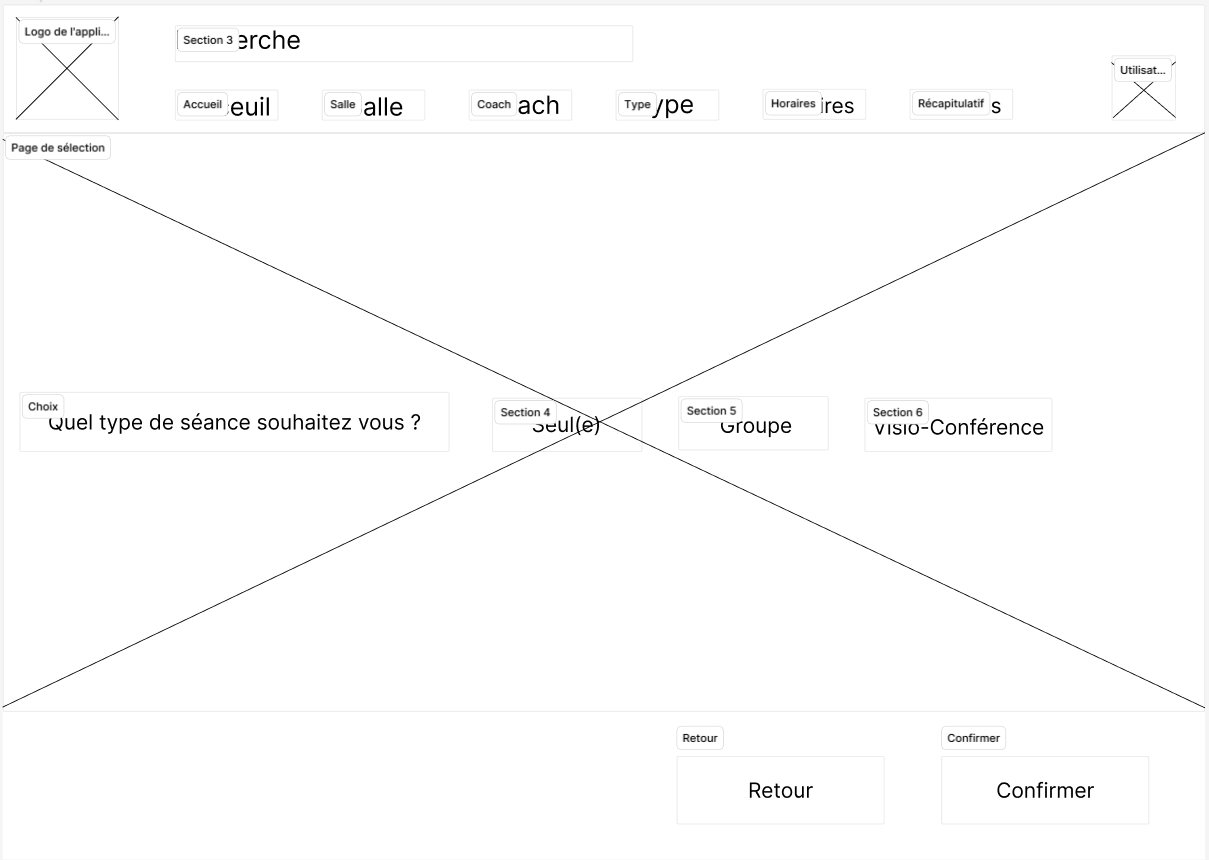 Logo de l'appli...
Section 3
erche
Utilisat...
Accueil
euil
Salle
alle
Coach
ach
Type
ype
Horaires
ires
Récapitulatif
s
Page de sélection
Choix
Quel type de séance souhaitez vous ?
Section 4
Seul(e)
Section 5
Groupe
Section 6
Visio-Conférence
Retour
Confirmer
Retour
Confirmer